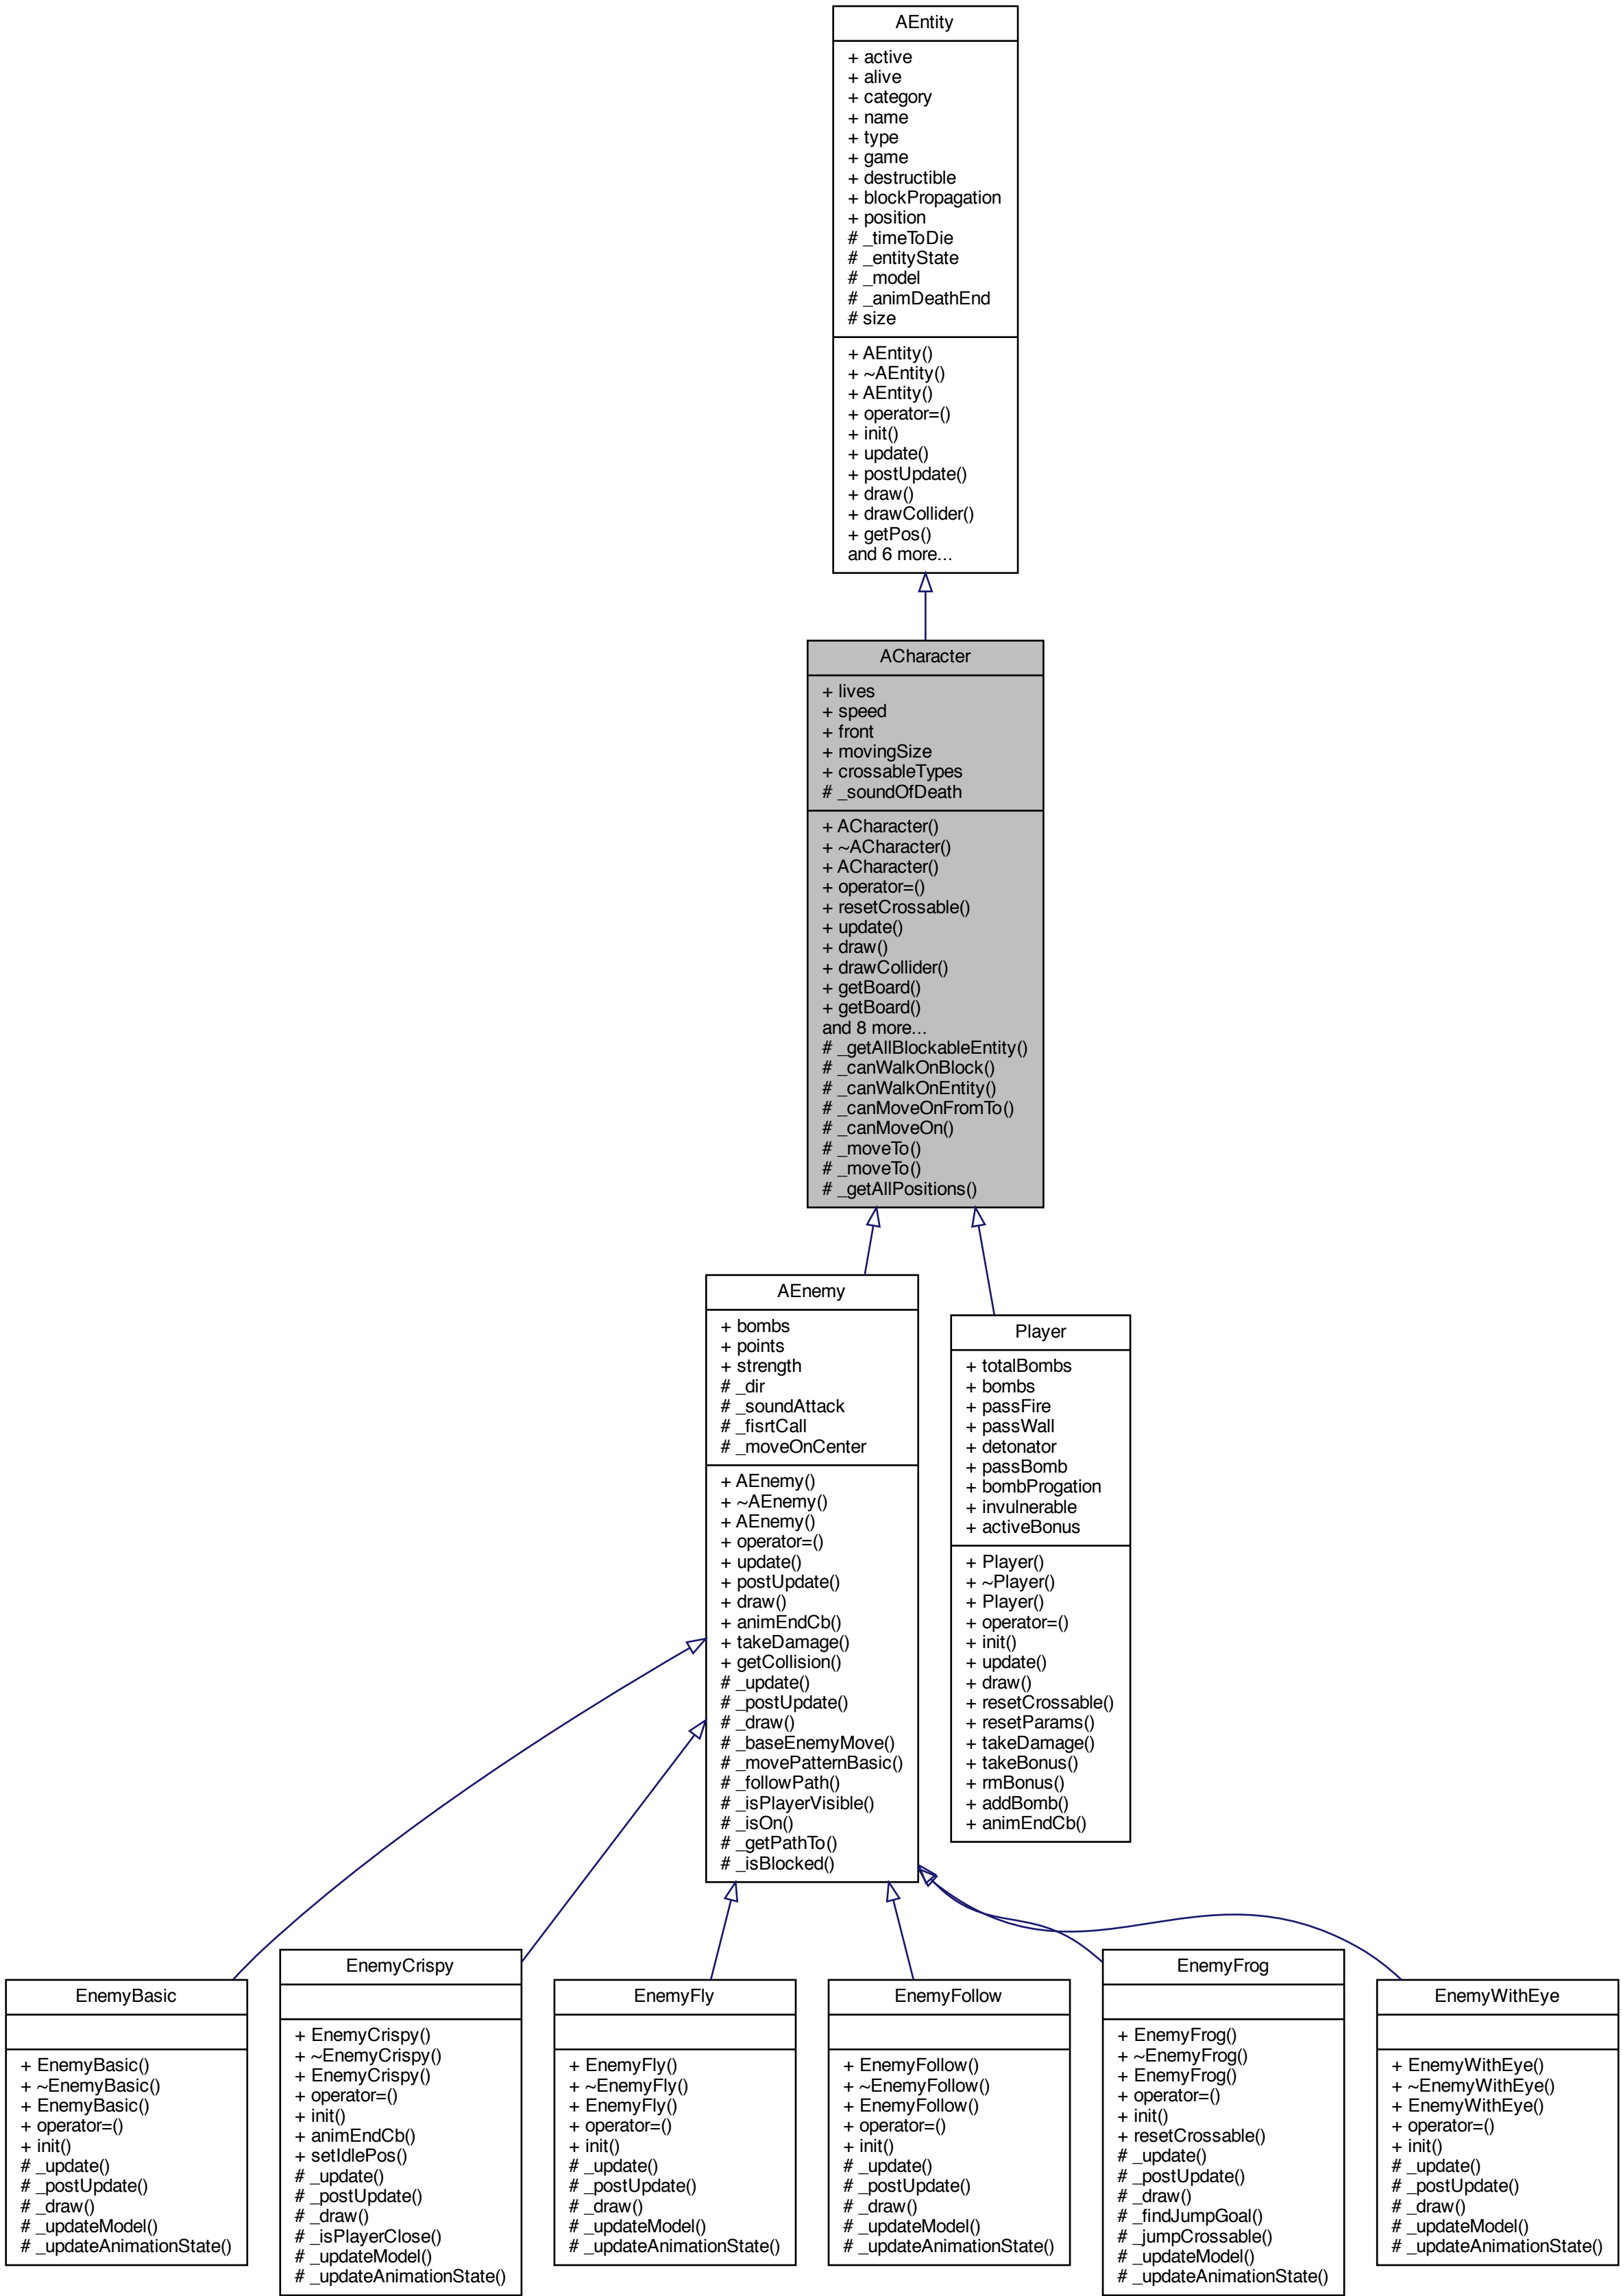 AEntity
+ active
+ alive
+ category
+ name
+ type
+ game
+ destructible
+ blockPropagation
+ position
# _timeToDie
# _entityState
# _model
# _animDeathEnd
# size
+ AEntity()
+ ~AEntity()
+ AEntity()
+ operator=()
+ init()
+ update()
+ postUpdate()
+ draw()
+ drawCollider()
+ getPos()
and 6 more...
ACharacter
+ lives
+ speed
+ front
+ movingSize
+ crossableTypes
# _soundOfDeath
+ ACharacter()
+ ~ACharacter()
+ ACharacter()
+ operator=()
+ resetCrossable()
+ update()
+ draw()
+ drawCollider()
+ getBoard()
+ getBoard()
and 8 more...
# _getAllBlockableEntity()
# _canWalkOnBlock()
# _canWalkOnEntity()
# _canMoveOnFromTo()
# _canMoveOn()
# _moveTo()
# _moveTo()
# _getAllPositions()
AEnemy
+ bombs
+ points
+ strength
# _dir
# _soundAttack
# _fisrtCall
# _moveOnCenter
+ AEnemy()
+ ~AEnemy()
+ AEnemy()
+ operator=()
+ update()
+ postUpdate()
+ draw()
+ animEndCb()
+ takeDamage()
+ getCollision()
# _update()
# _postUpdate()
# _draw()
# _baseEnemyMove()
# _movePatternBasic()
# _followPath()
# _isPlayerVisible()
# _isOn()
# _getPathTo()
# _isBlocked()
Player
+ totalBombs
+ bombs
+ passFire
+ passWall
+ detonator
+ passBomb
+ bombProgation
+ invulnerable
+ activeBonus
+ Player()
+ ~Player()
+ Player()
+ operator=()
+ init()
+ update()
+ draw()
+ resetCrossable()
+ resetParams()
+ takeDamage()
+ takeBonus()
+ rmBonus()
+ addBomb()
+ animEndCb()
EnemyBasic
+ EnemyBasic()
+ ~EnemyBasic()
+ EnemyBasic()
+ operator=()
+ init()
# _update()
# _postUpdate()
# _draw()
# _updateModel()
# _updateAnimationState()
EnemyCrispy
+ EnemyCrispy()
+ ~EnemyCrispy()
+ EnemyCrispy()
+ operator=()
+ init()
+ animEndCb()
+ setIdlePos()
# _update()
# _postUpdate()
# _draw()
# _isPlayerClose()
# _updateModel()
# _updateAnimationState()
EnemyFly
+ EnemyFly()
+ ~EnemyFly()
+ EnemyFly()
+ operator=()
+ init()
# _update()
# _postUpdate()
# _draw()
# _updateModel()
# _updateAnimationState()
EnemyFollow
+ EnemyFollow()
+ ~EnemyFollow()
+ EnemyFollow()
+ operator=()
+ init()
# _update()
# _postUpdate()
# _draw()
# _updateModel()
# _updateAnimationState()
EnemyFrog
+ EnemyFrog()
+ ~EnemyFrog()
+ EnemyFrog()
+ operator=()
+ init()
+ resetCrossable()
# _update()
# _postUpdate()
# _draw()
# _findJumpGoal()
# _jumpCrossable()
# _updateModel()
# _updateAnimationState()
EnemyWithEye
+ EnemyWithEye()
+ ~EnemyWithEye()
+ EnemyWithEye()
+ operator=()
+ init()
# _update()
# _postUpdate()
# _draw()
# _updateModel()
# _updateAnimationState()